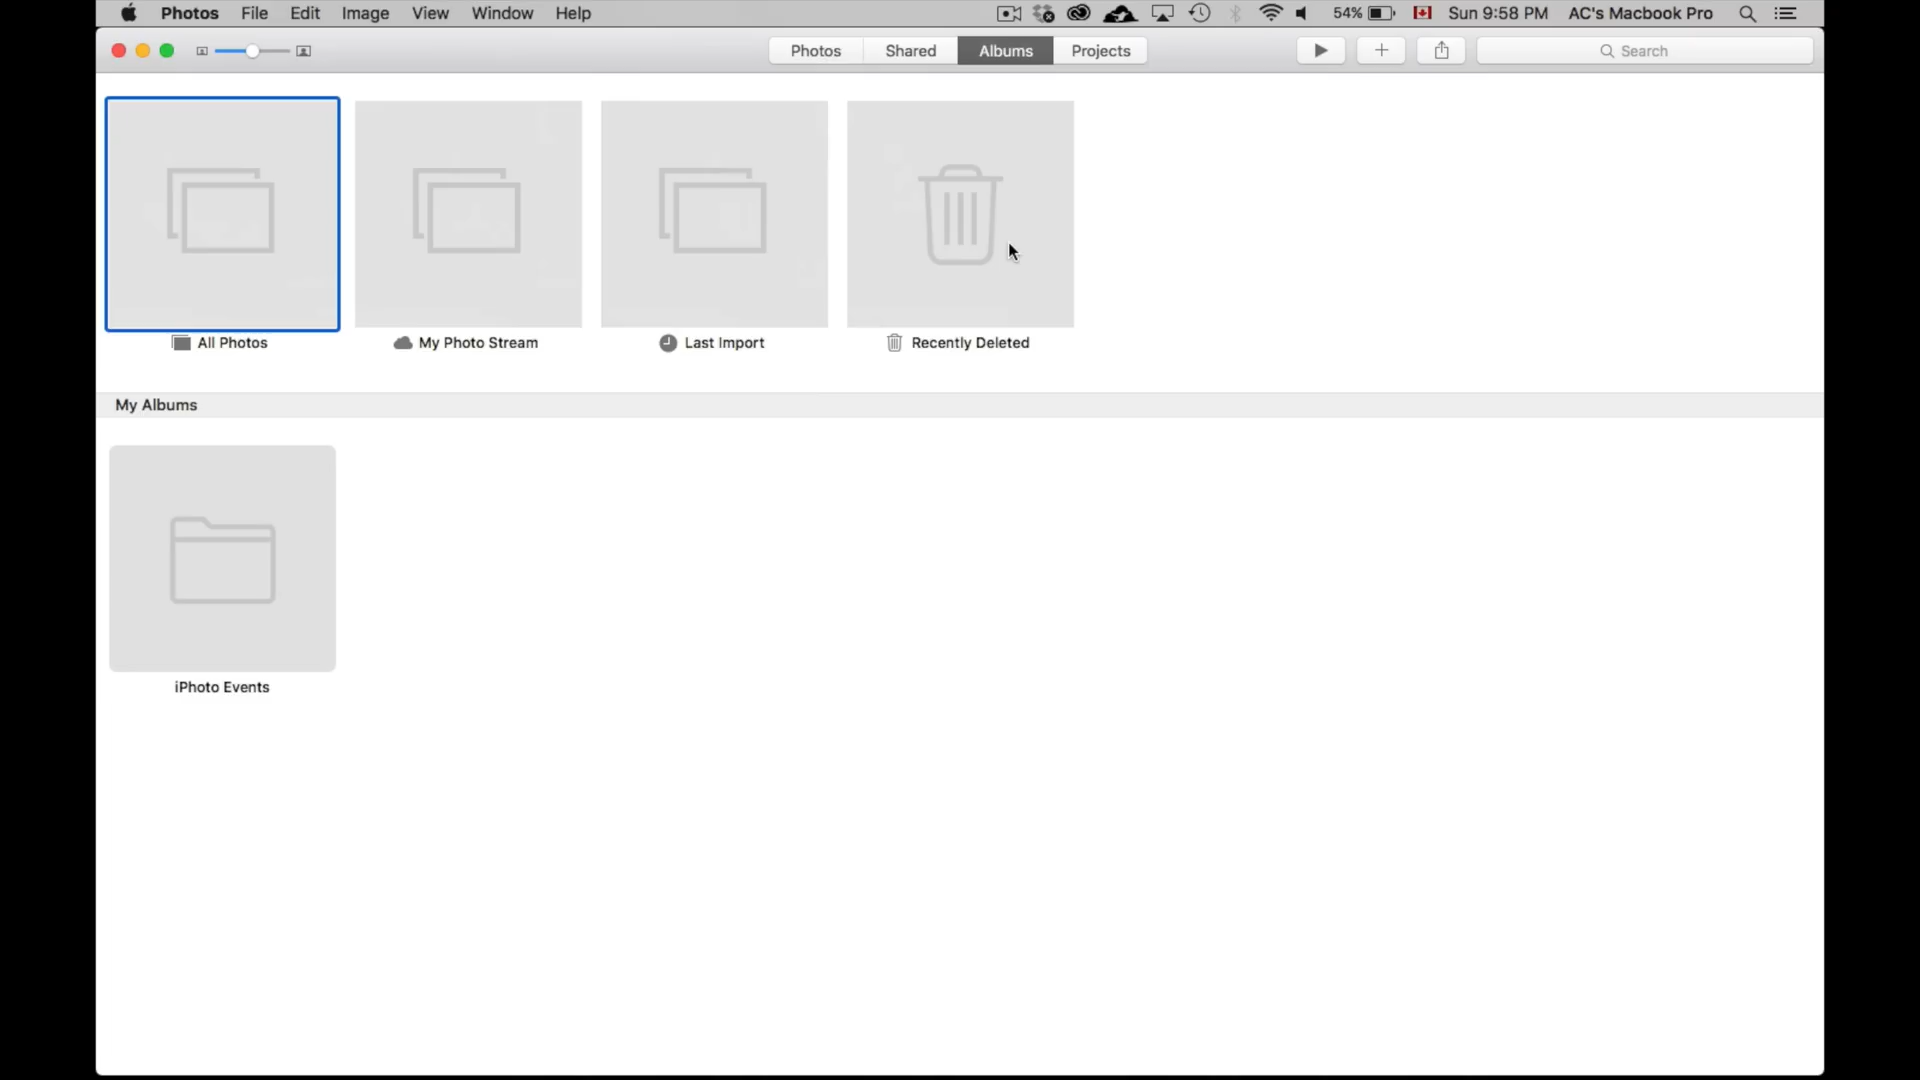 Photos File Edit Image View Window Help 54% Sun 9:58 PM AC's Macbook Pro
Photos Shared Albums Projects Search
All Photos My Photo Stream Last Import Recently Deleted
My Albums
iPhoto Events